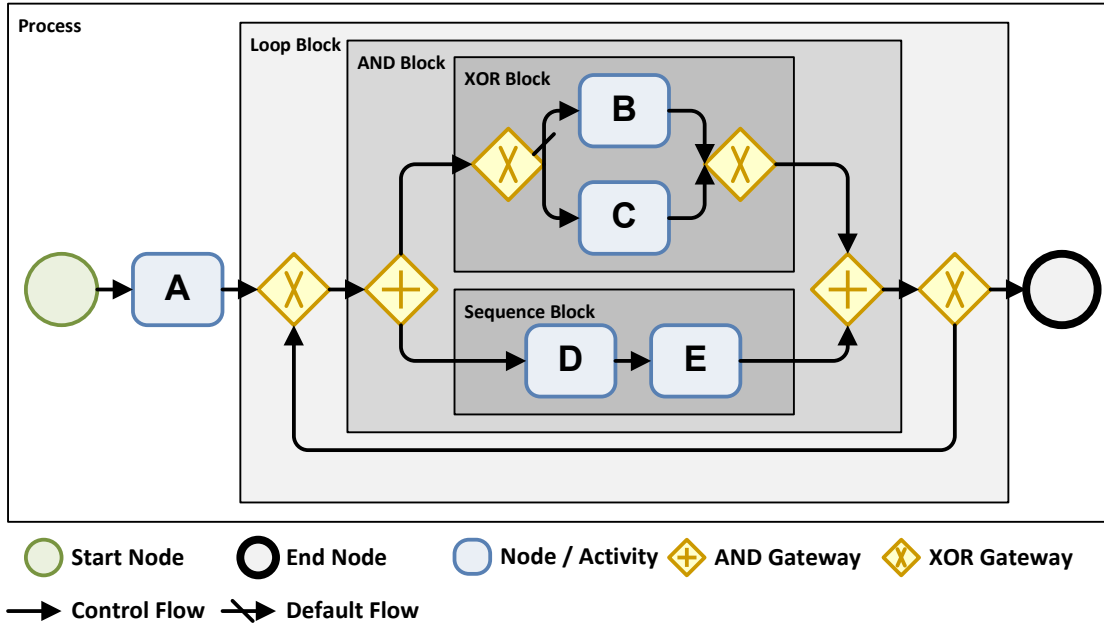 Process
Loop Block
AND Block
XOR Block
B
C
A
Sequence Block
D
E
Start Node
End Node
Node / Activity
AND Gateway
XOR Gateway
Control Flow
Default Flow